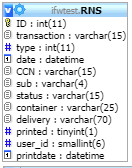 ifwtest.RNS
ID : int(11)
transaction : varchar(15)
type : int(11)
date : datetime
CCN : varchar(15)
sub : varchar(4)
status : varchar(15)
container : varchar(25)
delivery : varchar(70)
printed : tinyint(1)
user_id : smallint(6)
printdate : datetime